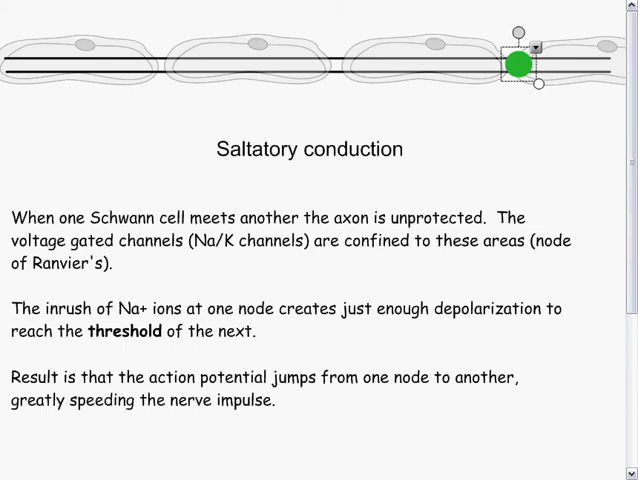 Saltatory conduction
When one Schwann cell meets another the axon is unprotected. The
voltage gated channels (Na/K channels) are confined to these areas (node
of Ranvier's).
The inrush of Na+ ions at one node creates just enough depolarization to
reach the threshold of the next.
Result is that the action potential jumps from one node to another,
greatly speeding the nerve impulse.